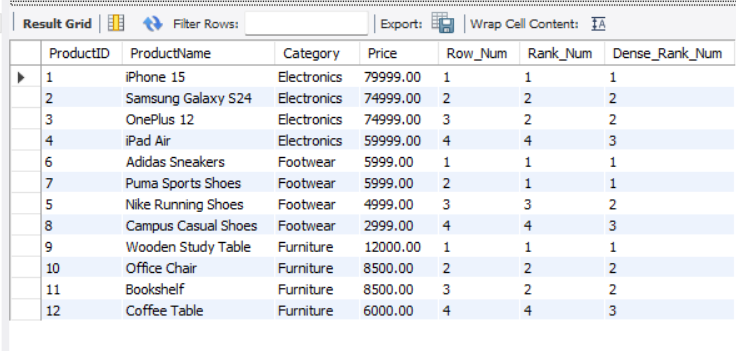 Result Grid Filter Rows: Export: Wrap Cell Content: IA
ProductID ProductName Category Price Row_Num Rank_Num Dense_Rank_Num
1 iPhone 15 Electronics 79999.00 1 1 1
2 Samsung Galaxy S24 Electronics 74999.00 2 2 2
3 OnePlus 12 Electronics 74999.00 3 2 2
4 iPad Air Electronics 59999.00 4 4 3
6 Adidas Sneakers Footwear 5999.00 1 1 1
7 Puma Sports Shoes Footwear 5999.00 2 1 1
5 Nike Running Shoes Footwear 4999.00 3 3 2
8 Campus Casual Shoes Footwear 2999.00 4 4 3
9 Wooden Study Table Furniture 12000.00 1 1 1
10 Office Chair Furniture 8500.00 2 2 2
11 Bookshelf Furniture 8500.00 3 2 2
12 Coffee Table Furniture 6000.00 4 4 3